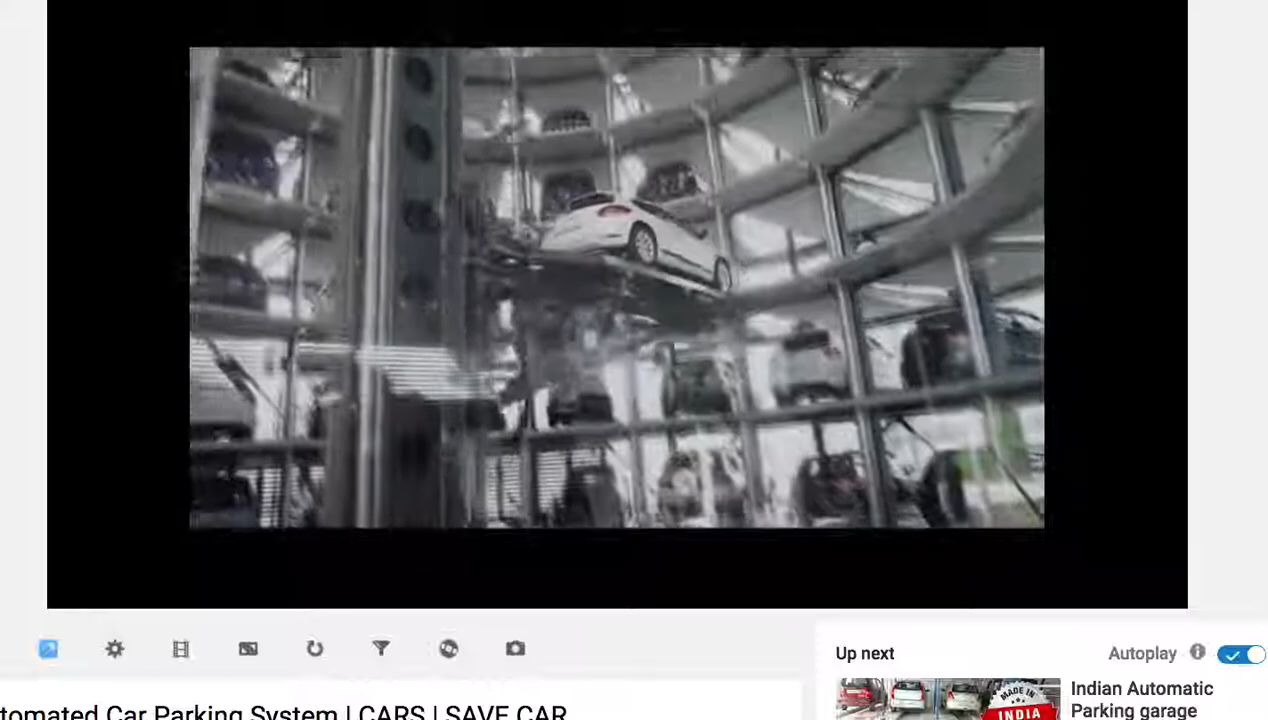 Up next
Autoplay
tomated Car Parking System | CARS | SAVE CAR
MADE IN
INDIA
Indian Automatic
Parking garage